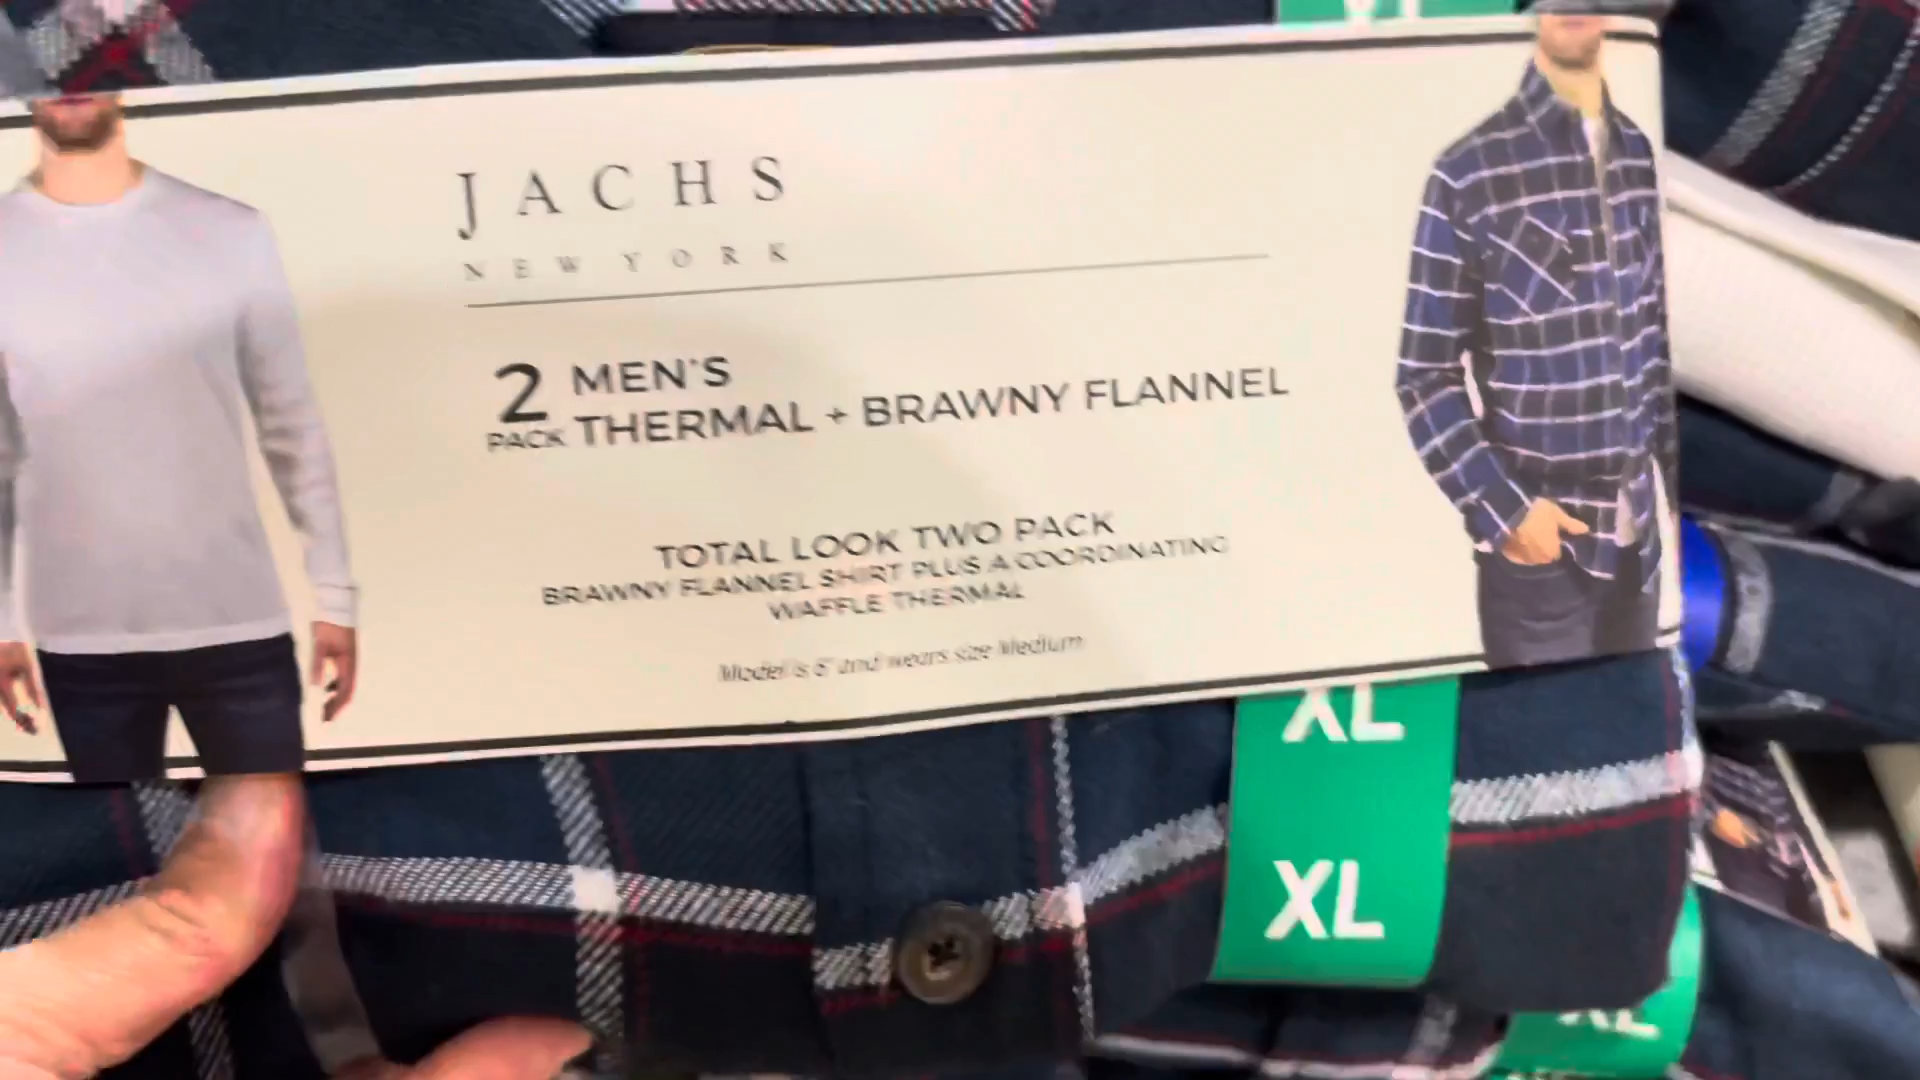 JACHS
NEW YORK
2 PACK MEN'S
THERMAL + BRAWNY FLANNEL
TOTAL LOOK TWO PACK
BRAWNY FLANNEL SHIRT PLUS A COORDINATING
WAFFLE THERMAL
Model is 6' and wears size Medium
XL
XL
XL